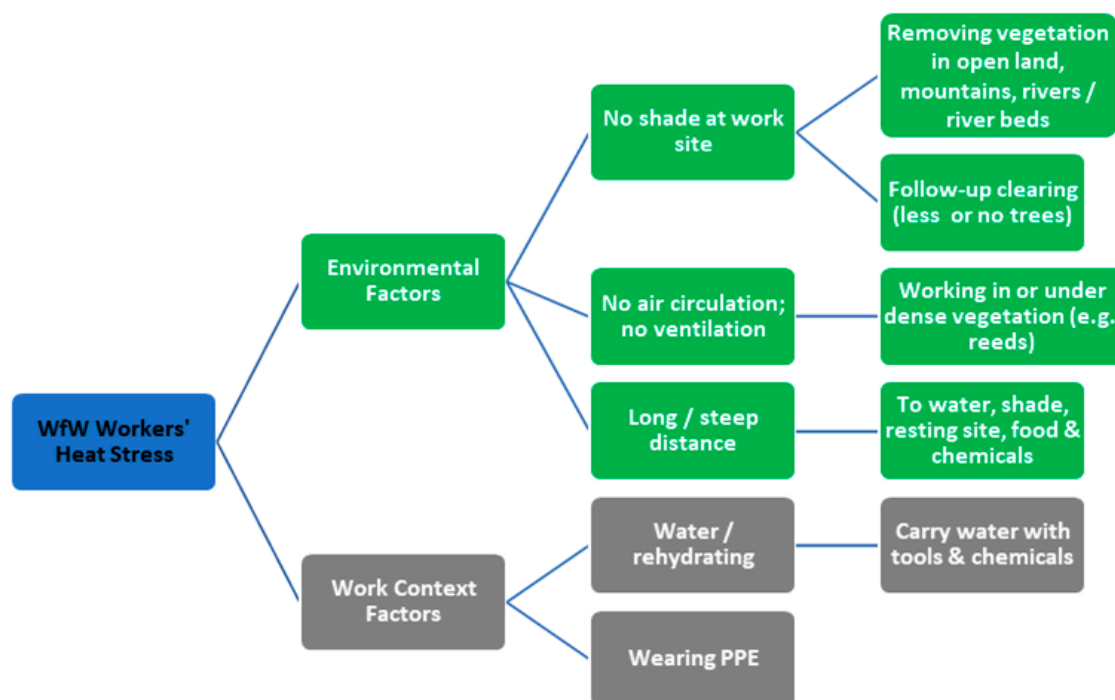 Removing vegetation
in open land,
mountains, rivers /
river beds
No shade at work
site
Follow-up clearing
(less or no trees)
Environmental
Factors
No air circulation;
no ventilation
Working in or under
dense vegetation (e.g.
reeds)
WfW Workers'
Heat Stress
Long / steep
distance
To water, shade,
resting site, food &
chemicals
Water /
rehydrating
Carry water with
tools & chemicals
Work Context
Factors
Wearing PPE